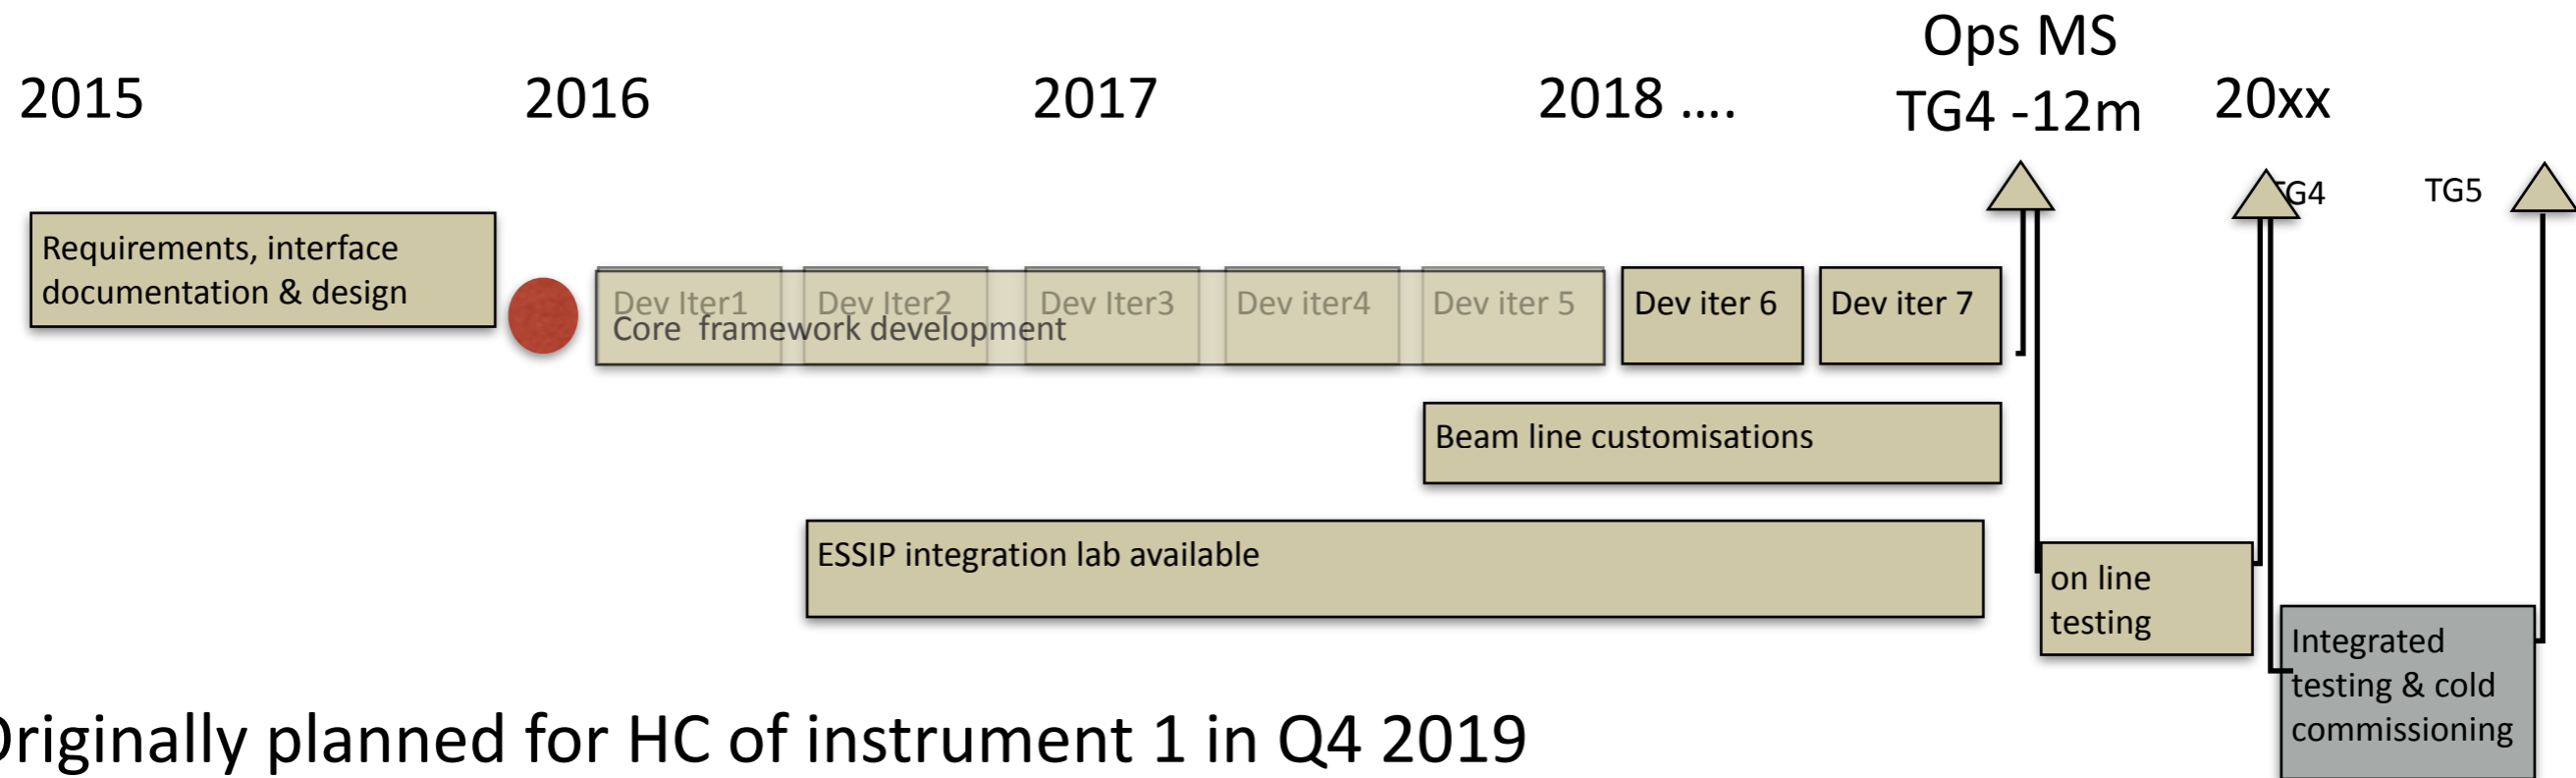 Ops MS
2015
2016
2017
2018 ....
TG4 -12m
20xx
TG4
TG5
Requirements, interface
documentation & design
Dev Iter1
Dev Iter2
Dev Iter3
Dev iter4
Dev iter 5
Dev iter 6
Dev iter 7
Core framework development
Beam line customisations
ESSIP integration lab available
on line
testing
Integrated
testing & cold
commissioning
Originally planned for HC of instrument 1 in Q4 2019